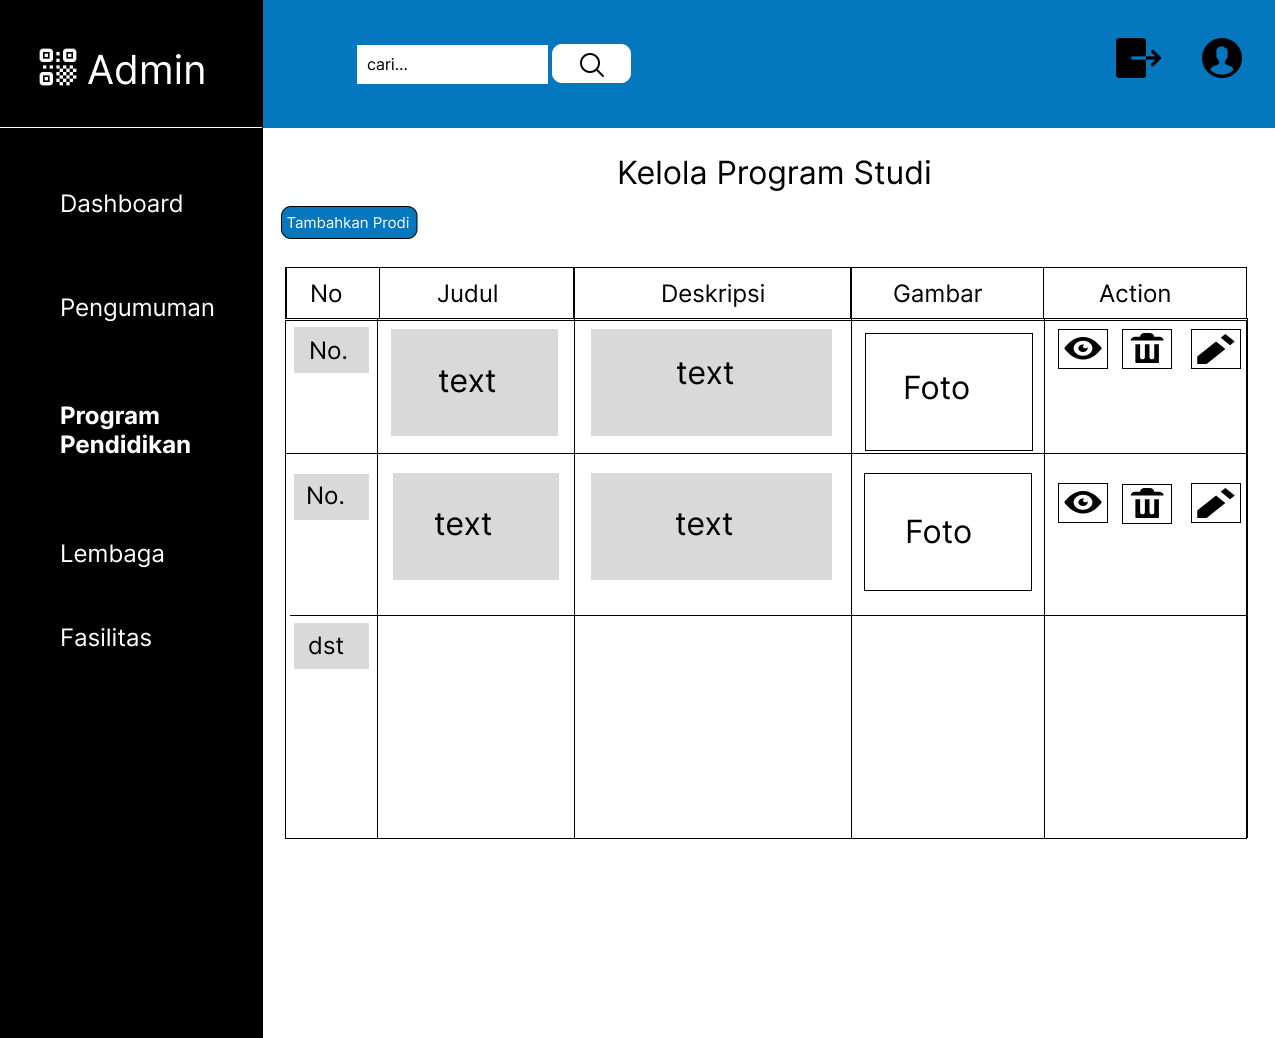 Admin
cari...
Dashboard
Pengumuman
Program
Pendidikan
Lembaga
Fasilitas
Kelola Program Studi
Tambahkan Prodi
No Judul Deskripsi Gambar Action
No. text text Foto
No. text text Foto
dst